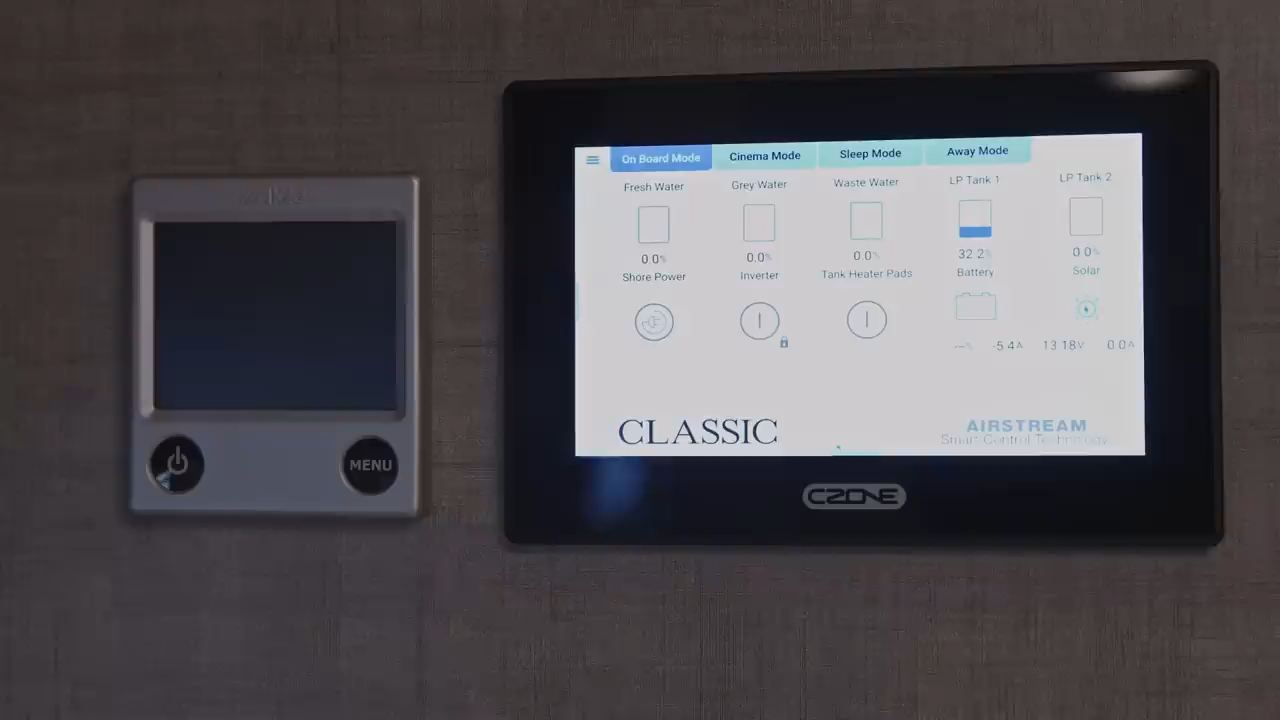 On Board Mode Cinema Mode Sleep Mode Away Mode
Fresh Water Grey Water Waste Water LP Tank 1 LP Tank 2
0.0% 0.0% 0.0% 32.2% 0.0%
Shore Power Inverter Tank Heater Pads Battery Solar
--% -5.4A 13.18V 0.0A
CLASSIC
AIRSTREAM
Smart Control Technology
CZONE
MENU